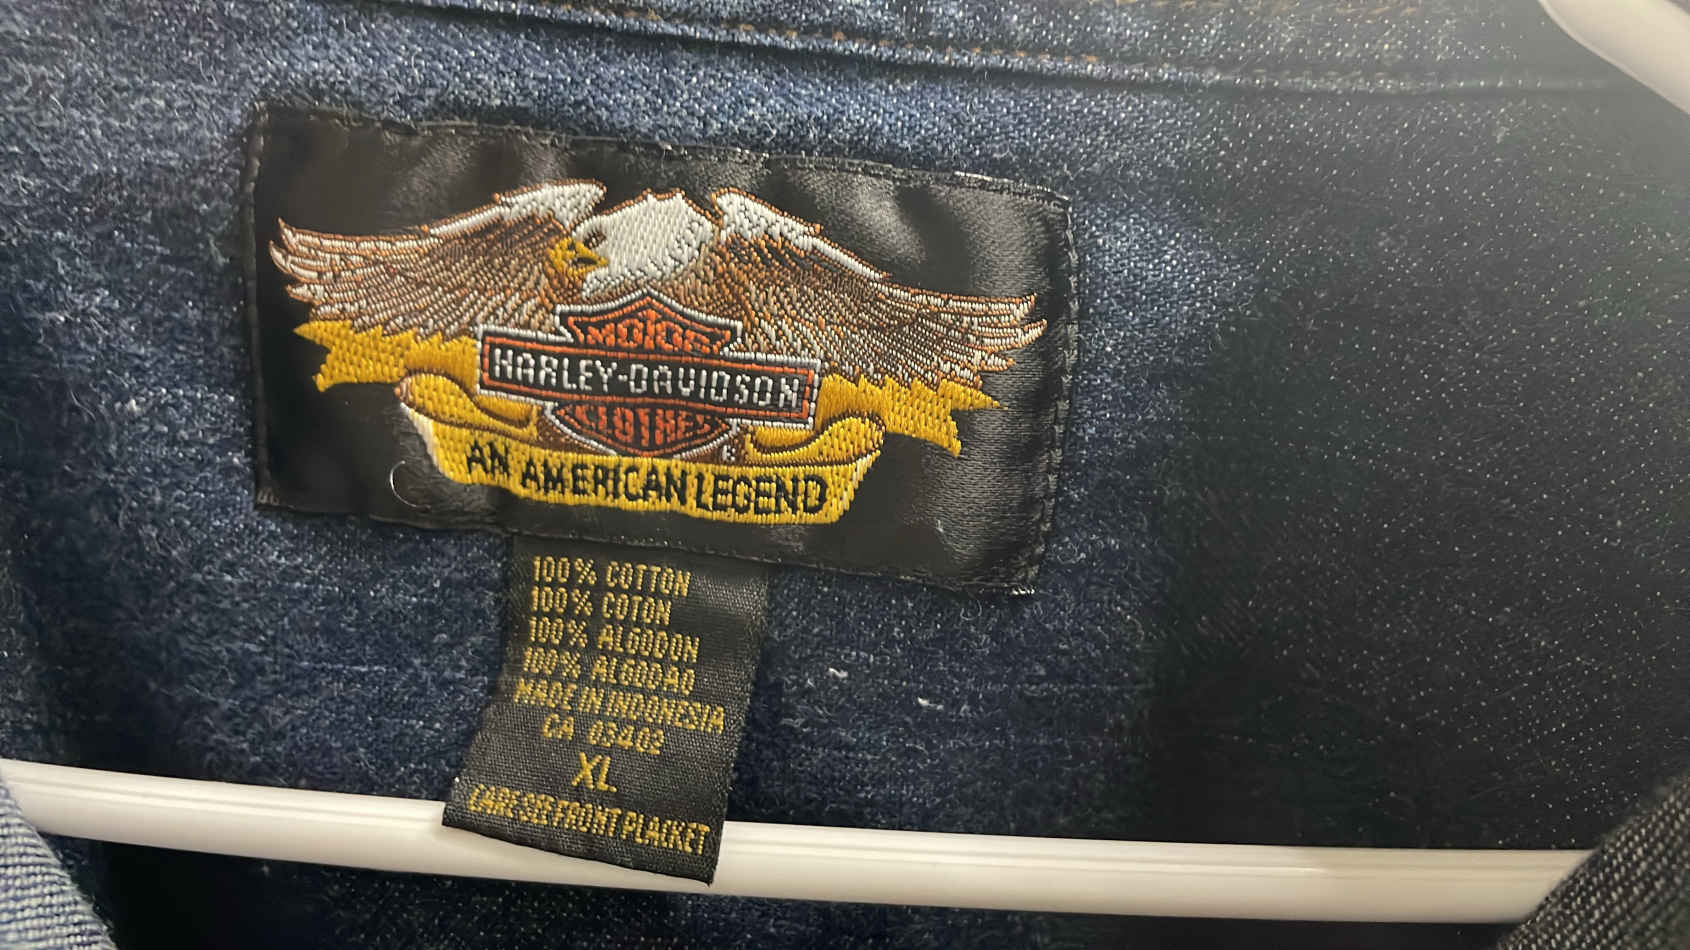 MOTOR
HARLEY-DAVIDSON
CLOTHES
®
AN AMERICAN LEGEND
100% COTTON
100% COTON
100% ALGODON
100% ALGODAO
MADE IN INDONESIA
CA 03402
XL
CARE SEE FRONT PLACKET